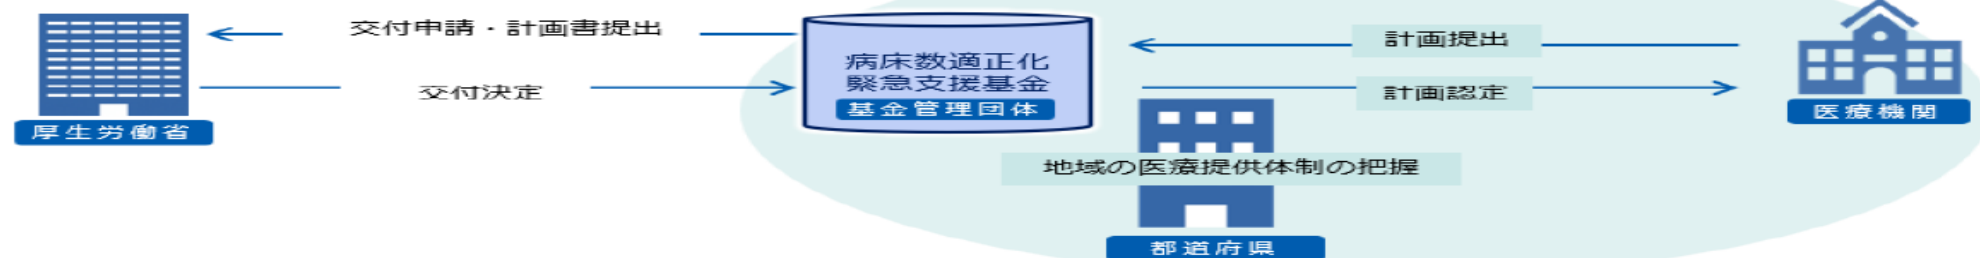 交付申請・計画書提出
交付決定
厚生労働省
病床数適正化
緊急支援基金
基金管理団体
計画提出
計画認定
医療機関
地域の医療提供体制の把握
都道府県